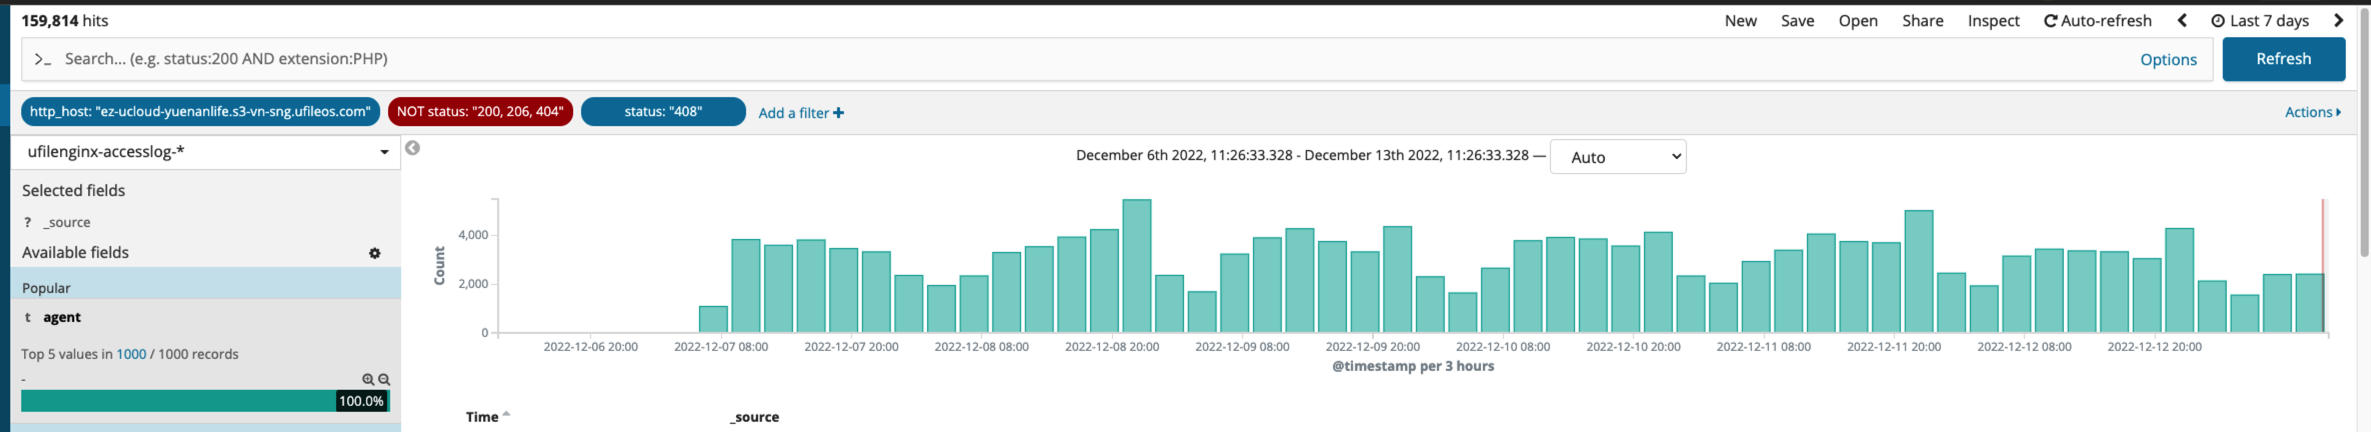 159,814 hits
New Save Open Share Inspect Auto-refresh Last 7 days
>_ Search... (e.g. status:200 AND extension:PHP) Options Refresh
http_host: "ez-ucloud-yuenanlife.s3-vn-sng.ufileos.com" NOT status: "200, 206, 404" status: "408" Add a filter + Actions
ufilenginx-accesslog-*
December 6th 2022, 11:26:33.328 - December 13th 2022, 11:26:33.328 — Auto
Selected fields
? _source
Available fields
Popular
t agent
Top 5 values in 1000 / 1000 records
-
100.0%
Count
4,000
2,000
0
2022-12-06 20:00 2022-12-07 08:00 2022-12-07 20:00 2022-12-08 08:00 2022-12-08 20:00 2022-12-09 08:00 2022-12-09 20:00 2022-12-10 08:00 2022-12-10 20:00 2022-12-11 08:00 2022-12-11 20:00 2022-12-12 08:00 2022-12-12 20:00
@timestamp per 3 hours
Time _source